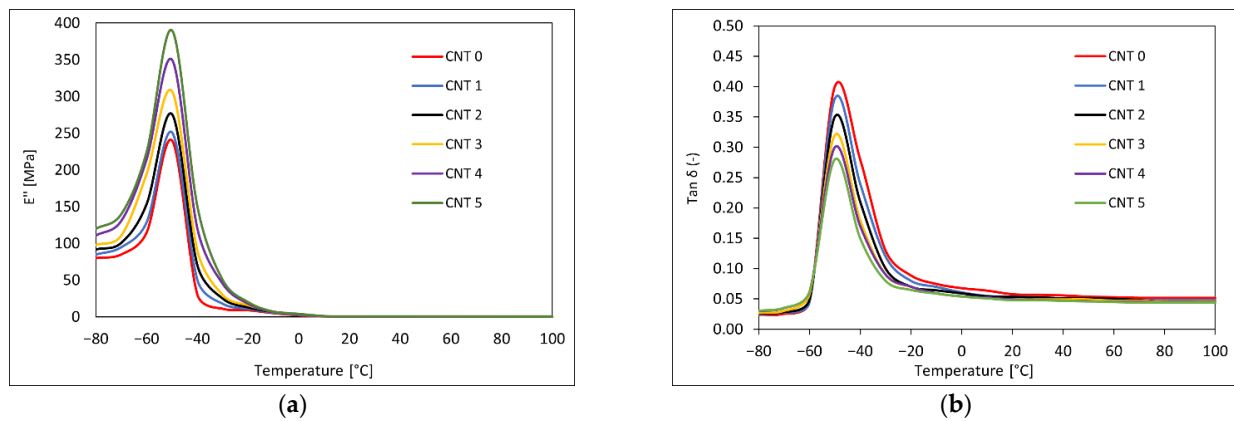 400
350
300
250
200
150
100
50
0
E'' [MPa]
−80 −60 −40 −20 0 20 40 60 80 100
Temperature [°C]
CNT 0
CNT 1
CNT 2
CNT 3
CNT 4
CNT 5
(a)
0.50
0.45
0.40
0.35
0.30
0.25
0.20
0.15
0.10
0.05
0.00
Tan δ (-)
−80 −60 −40 −20 0 20 40 60 80 100
Temperature [°C]
CNT 0
CNT 1
CNT 2
CNT 3
CNT 4
CNT 5
(b)